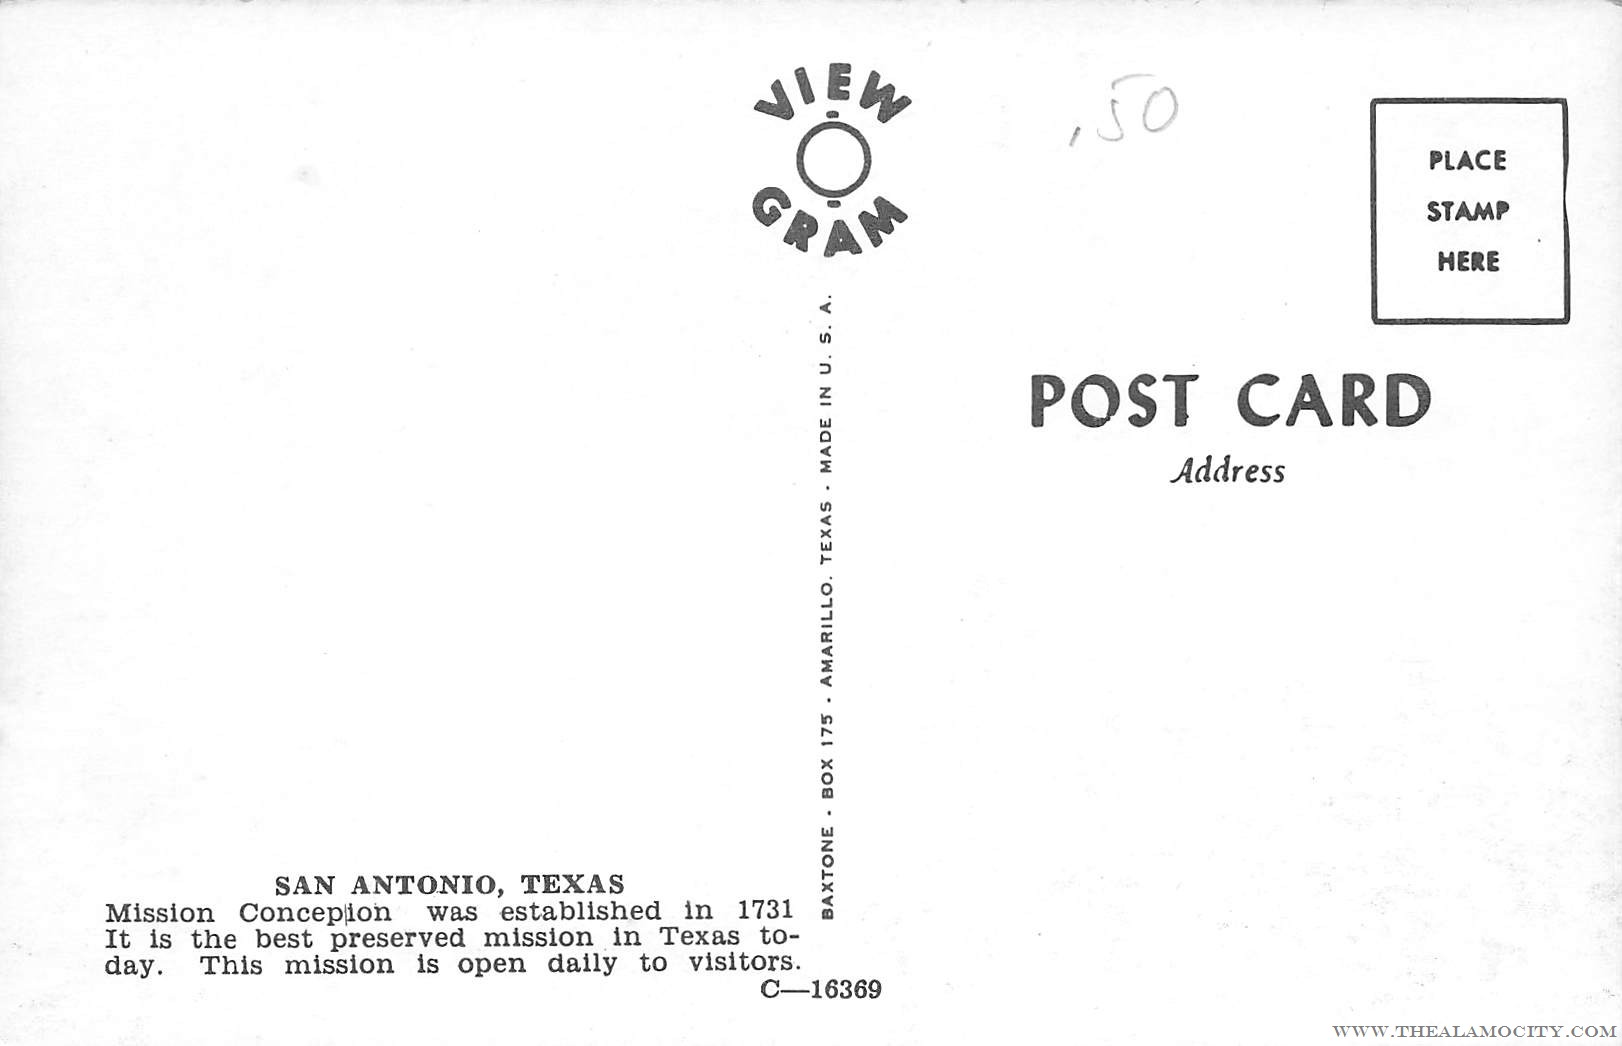 VIEW
GRAM
.50
PLACE
STAMP
HERE
POST CARD
Address
BAXTONE · BOX 175 · AMARILLO, TEXAS · MADE IN U. S. A.
SAN ANTONIO, TEXAS
Mission Concepion was established in 1731
It is the best preserved mission in Texas to-
day. This mission is open daily to visitors.
C—16369
WWW.THEALAMOCITY.COM